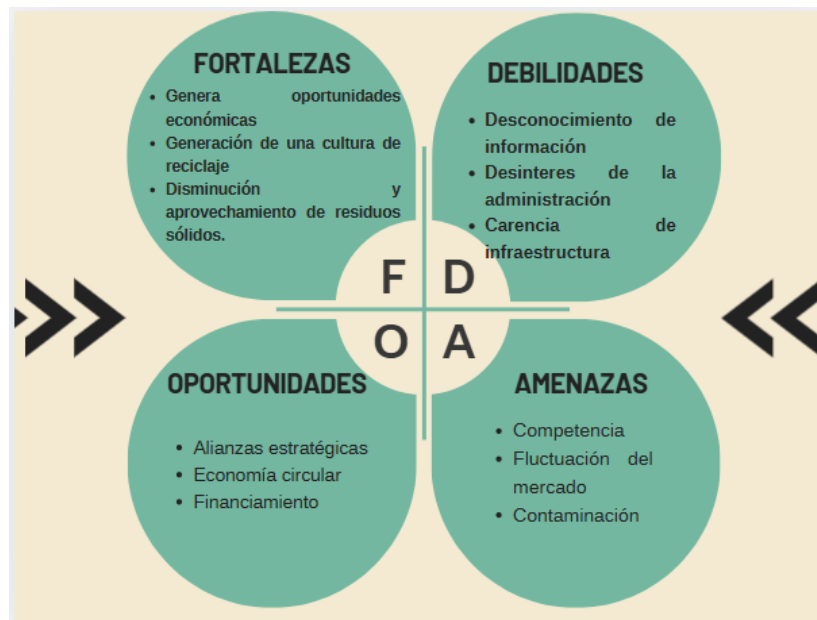 FORTALEZAS
• Genera oportunidades
económicas
• Generación de una cultura de
reciclaje
• Disminución y
aprovechamiento de residuos
sólidos.
DEBILIDADES
• Desconocimiento de
información
• Desinteres de la
administración
• Carencia de
infraestructura
F D
O A
OPORTUNIDADES
• Alianzas estratégicas
• Economía circular
• Financiamiento
AMENAZAS
• Competencia
• Fluctuación del
mercado
• Contaminación